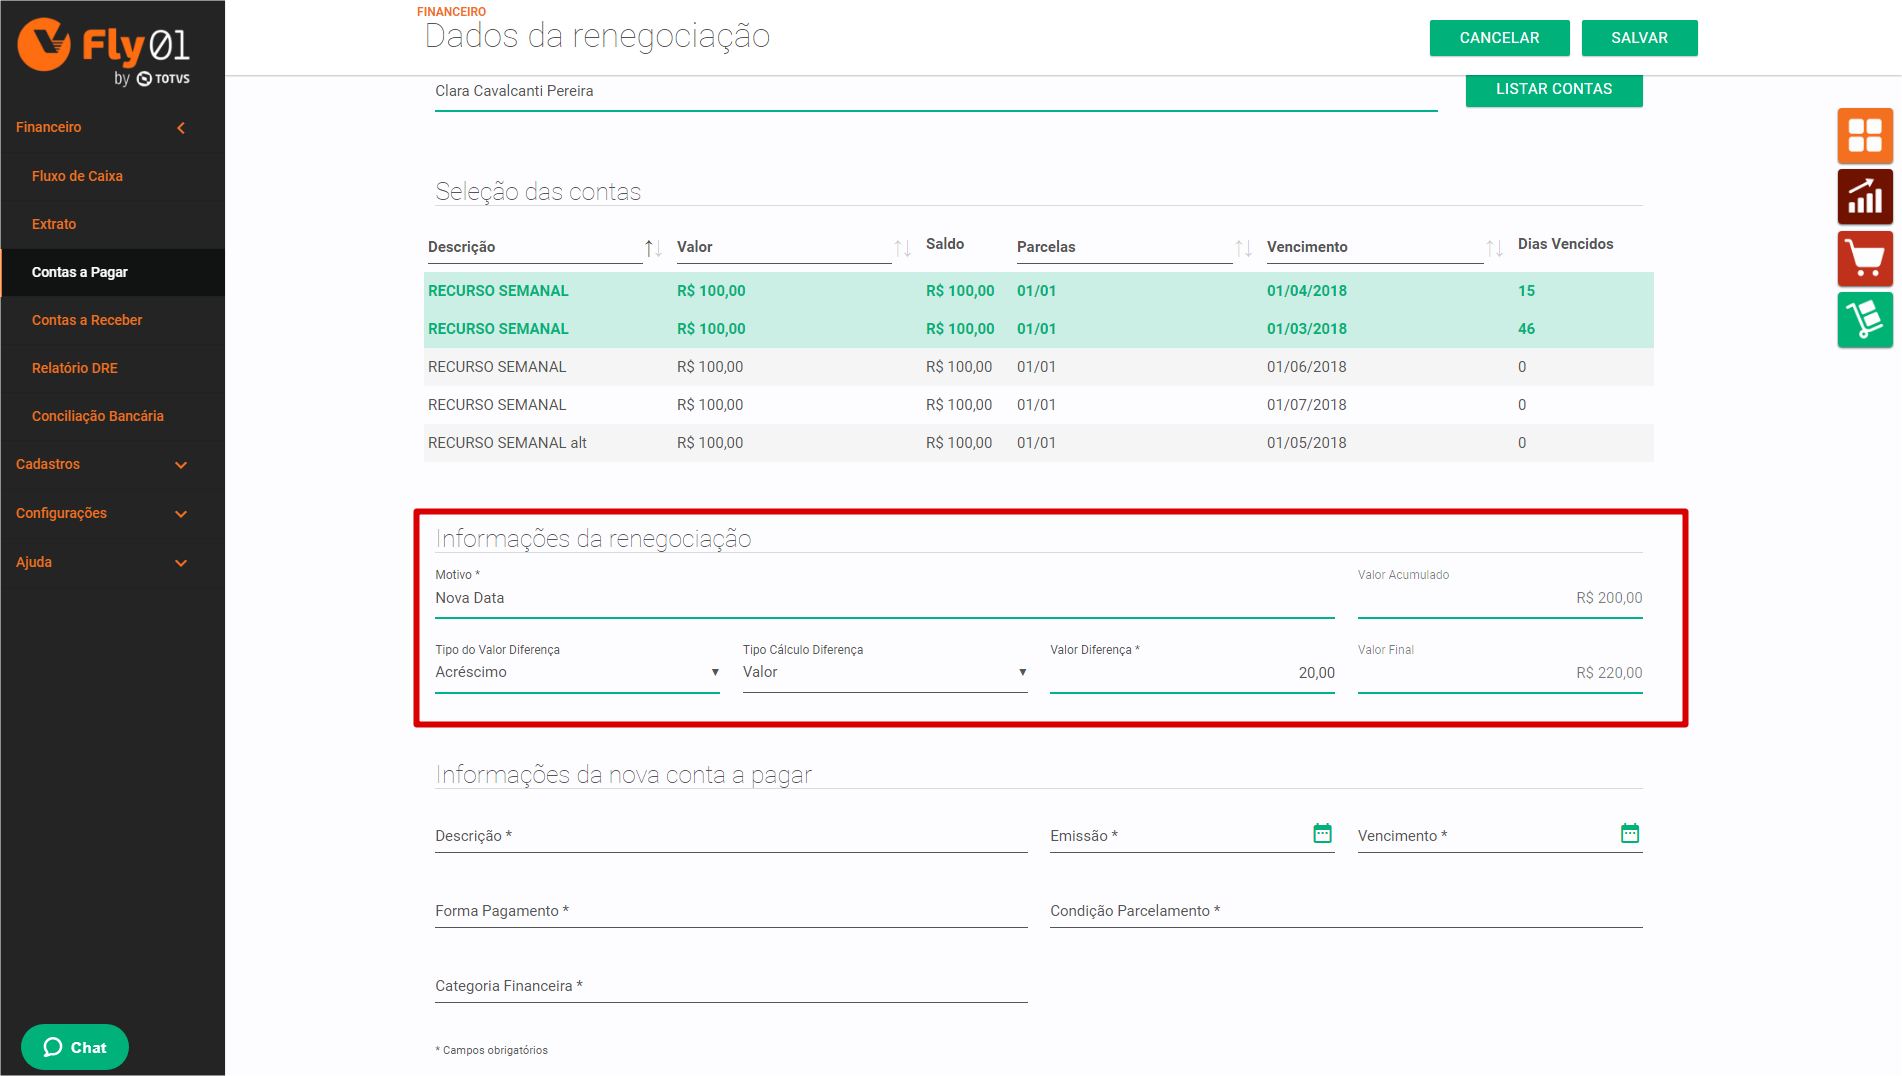 Fly01
by TOTVS
FINANCEIRO
Dados da renegociação
CANCELAR
SALVAR
Clara Cavalcanti Pereira
LISTAR CONTAS
Financeiro
Fluxo de Caixa
Extrato
Contas a Pagar
Contas a Receber
Relatório DRE
Conciliação Bancária
Cadastros
Configurações
Ajuda
Chat
Seleção das contas
Descrição Valor Saldo Parcelas Vencimento Dias Vencidos
RECURSO SEMANAL R$ 100,00 R$ 100,00 01/01 01/04/2018 15
RECURSO SEMANAL R$ 100,00 R$ 100,00 01/01 01/03/2018 46
RECURSO SEMANAL R$ 100,00 R$ 100,00 01/01 01/06/2018 0
RECURSO SEMANAL R$ 100,00 R$ 100,00 01/01 01/07/2018 0
RECURSO SEMANAL alt R$ 100,00 R$ 100,00 01/01 01/05/2018 0
Informações da renegociação
Motivo * Valor Acumulado
Nova Data R$ 200,00
Tipo do Valor Diferença Tipo Cálculo Diferença Valor Diferença * Valor Final
Acréscimo Valor 20,00 R$ 220,00
Informações da nova conta a pagar
Descrição * Emissão * Vencimento *
Forma Pagamento * Condição Parcelamento *
Categoria Financeira *
* Campos obrigatórios